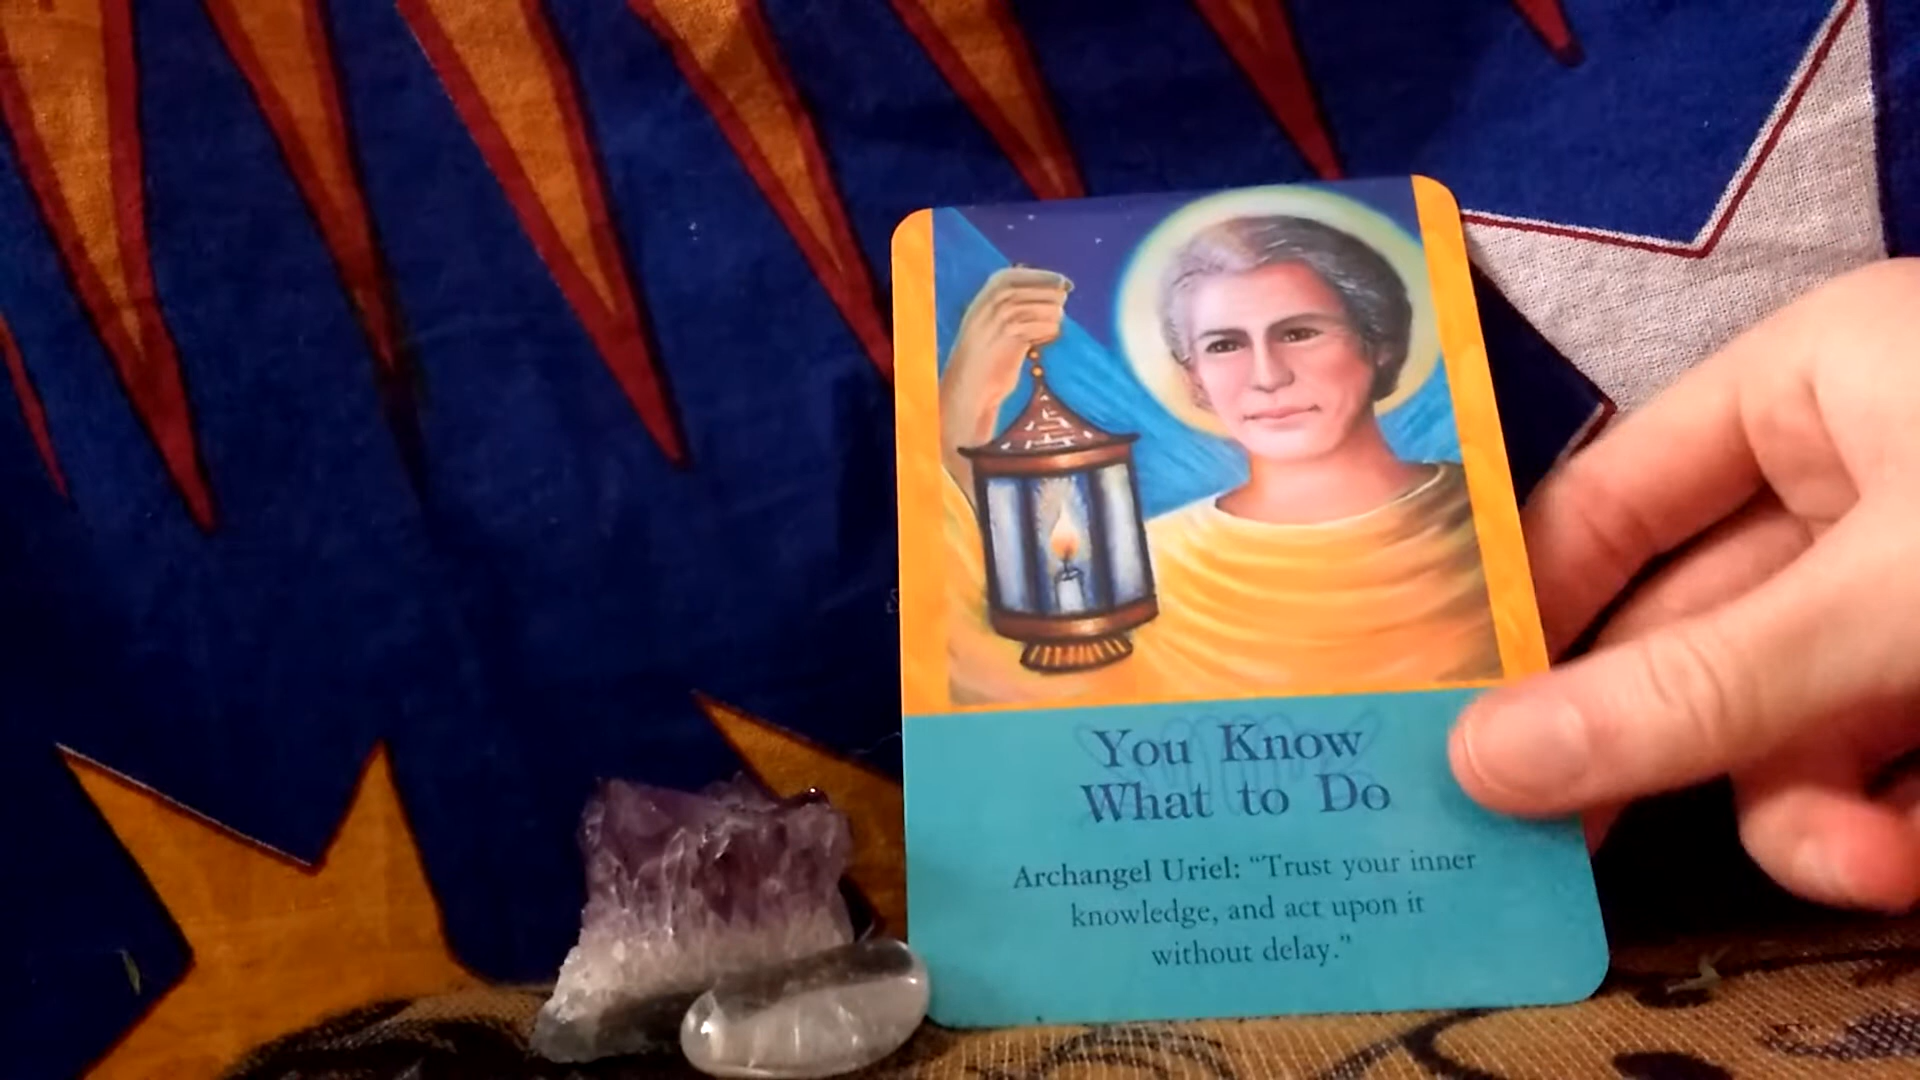 You Know
What to Do
Archangel Uriel: “Trust your inner
knowledge, and act upon it
without delay.”